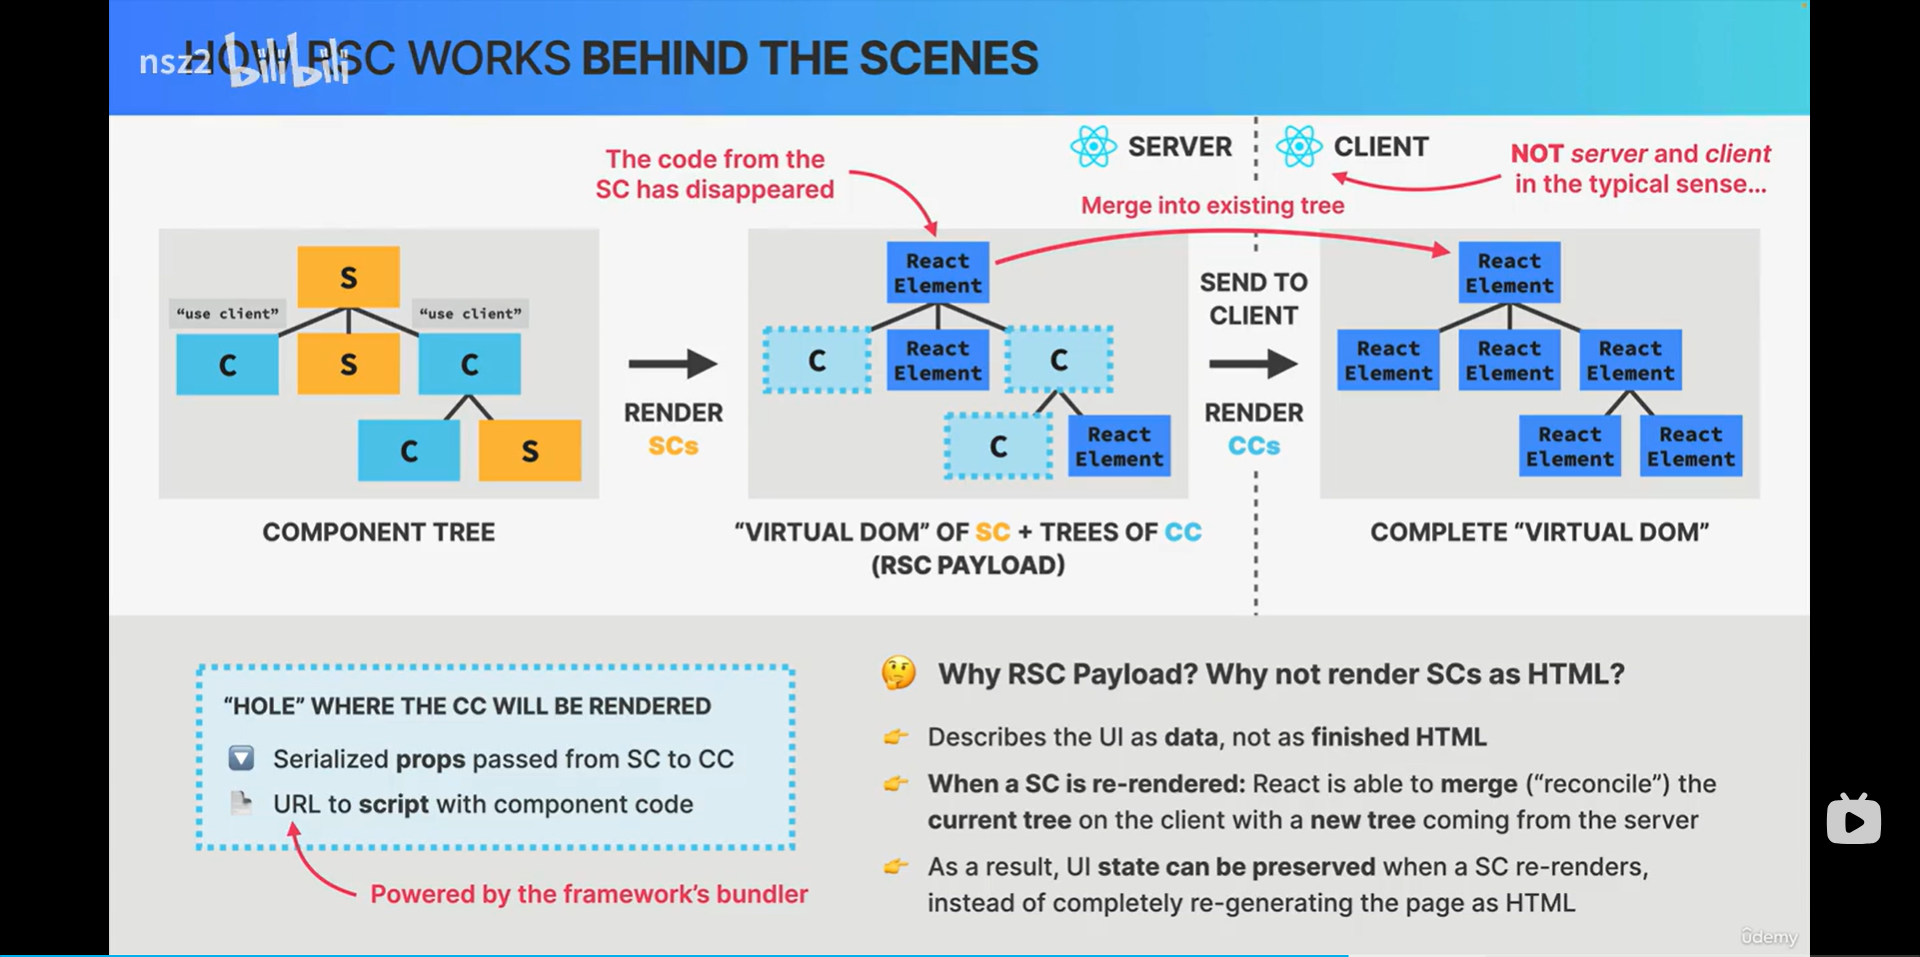 HOW RSC WORKS BEHIND THE SCENES
nsz2 bilibili
SERVER
CLIENT
NOT server and client
in the typical sense...
The code from the
SC has disappeared
Merge into existing tree
S
"use client"
"use client"
C
S
C
C
S
RENDER
SCs
React
Element
C
React
Element
C
C
React
Element
SEND TO
CLIENT
RENDER
CCs
React
Element
React
Element
React
Element
React
Element
React
Element
React
Element
COMPONENT TREE
"VIRTUAL DOM" OF SC + TREES OF CC
(RSC PAYLOAD)
COMPLETE "VIRTUAL DOM"
"HOLE" WHERE THE CC WILL BE RENDERED
Serialized props passed from SC to CC
URL to script with component code
Powered by the framework's bundler
Why RSC Payload? Why not render SCs as HTML?
Describes the UI as data, not as finished HTML
When a SC is re-rendered: React is able to merge ("reconcile") the
current tree on the client with a new tree coming from the server
As a result, UI state can be preserved when a SC re-renders,
instead of completely re-generating the page as HTML
ûdemy